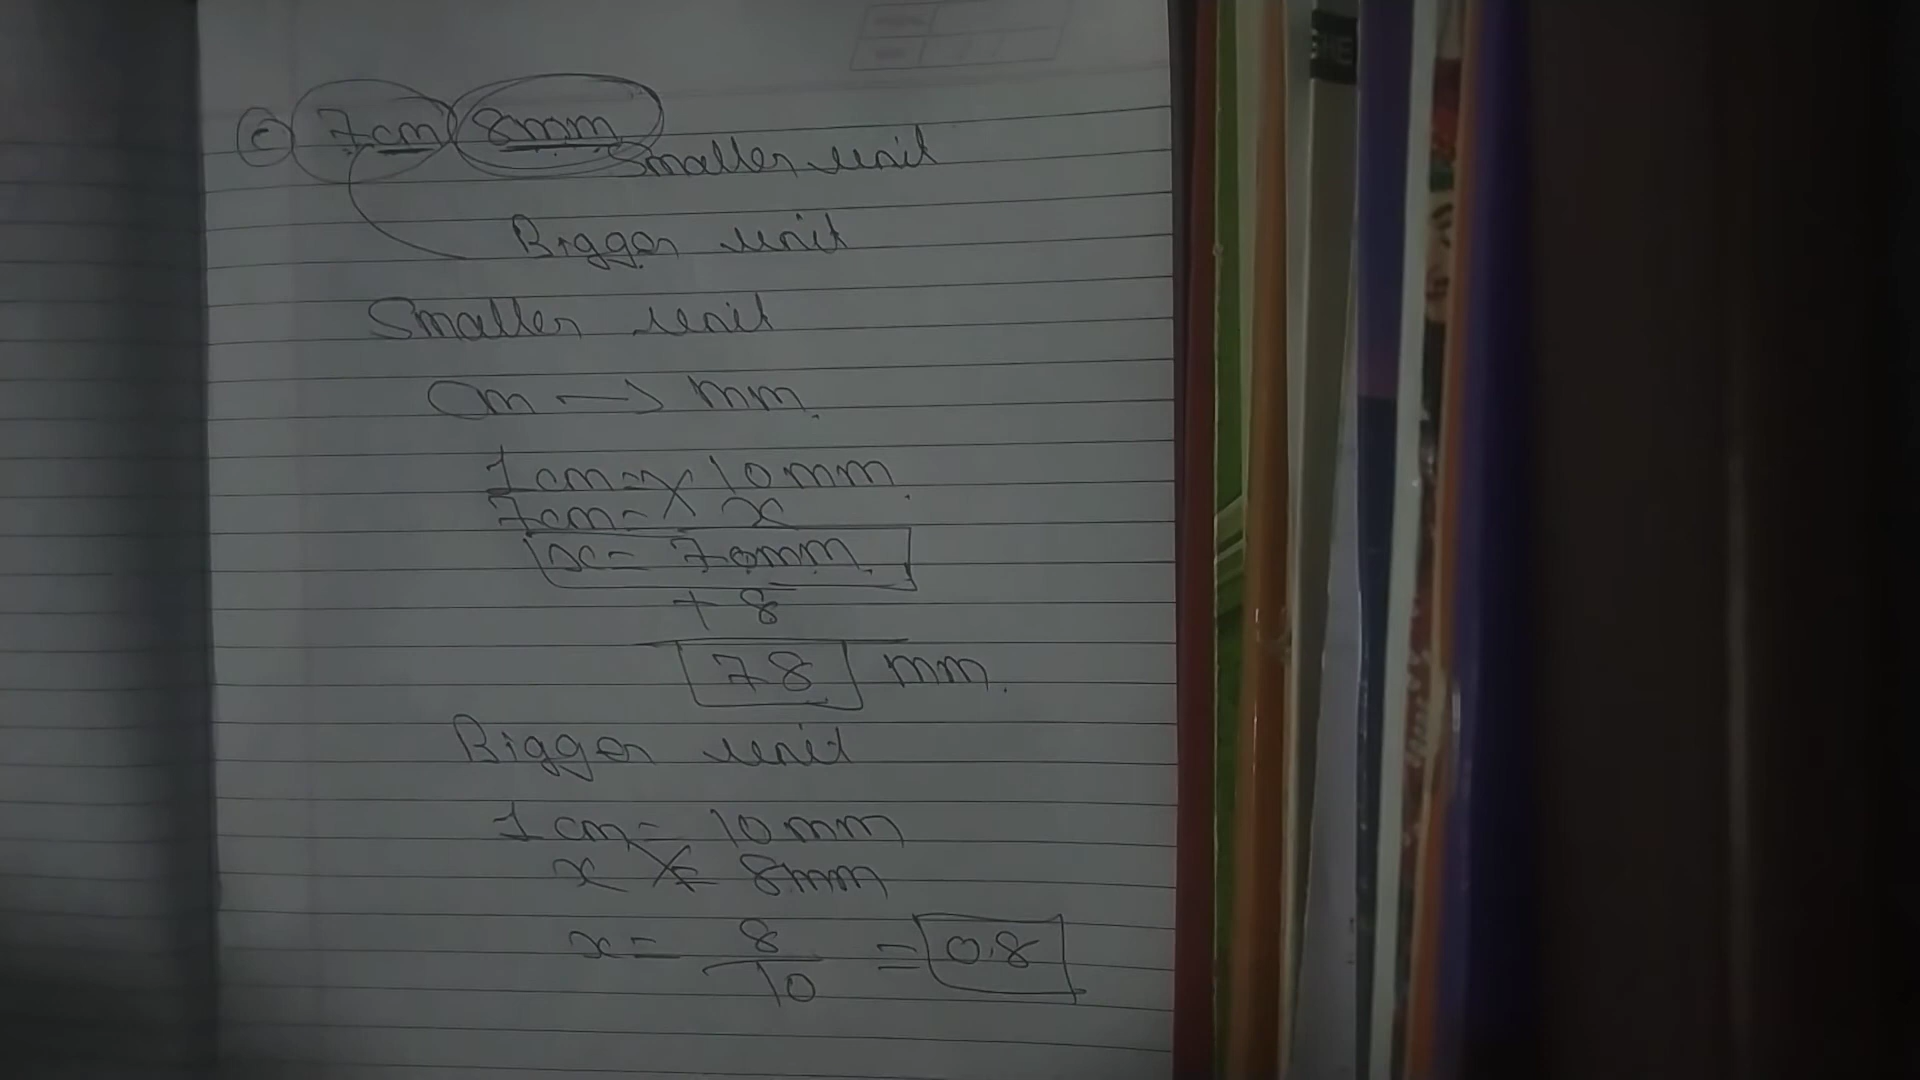 c 7cm 8mm
Smaller unit
Bigger unit
Smaller unit
Cm → mm.
1cm = 10mm.
7cm = x
x = 70mm.
+ 8
78 mm.
Bigger unit
1cm = 10mm
x = 8mm
x = 8/10 = 0.8
SHE